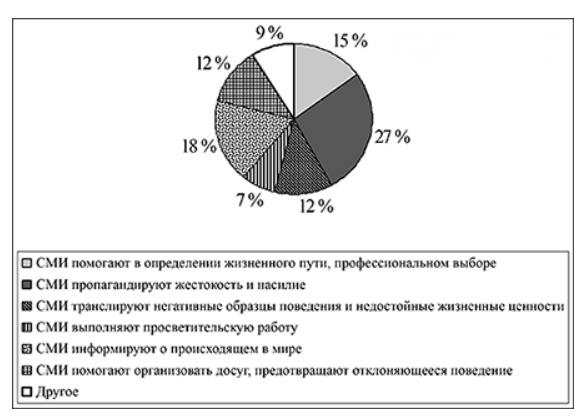 9%
15%
12%
27%
18%
7%
12%
СМИ помогают в определении жизненного пути, профессиональном выборе
СМИ пропагандируют жестокость и насилие
СМИ транслируют негативные образцы поведения и недостойные жизненные ценности
СМИ выполняют просветительскую работу
СМИ информируют о происходящем в мире
СМИ помогают организовать досуг, предотвращают отклоняющееся поведение
Другое